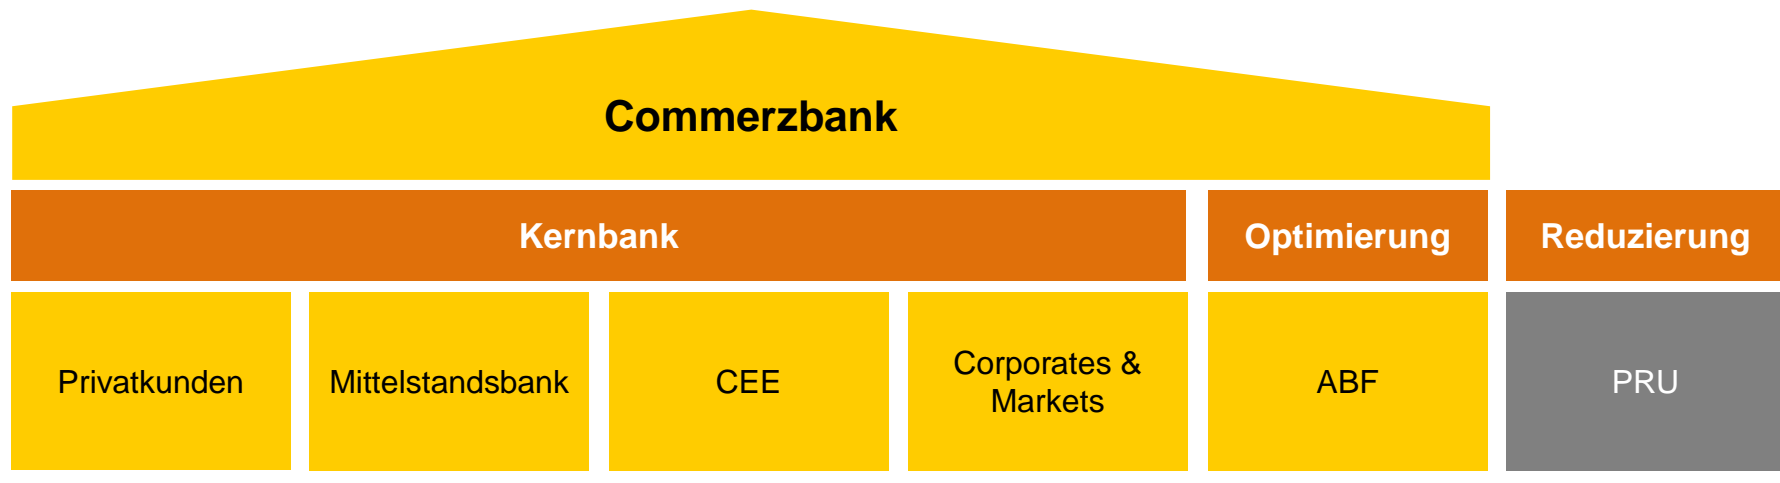 Commerzbank
Kernbank
Optimierung
Reduzierung
Privatkunden
Mittelstandsbank
CEE
Corporates &
Markets
ABF
PRU